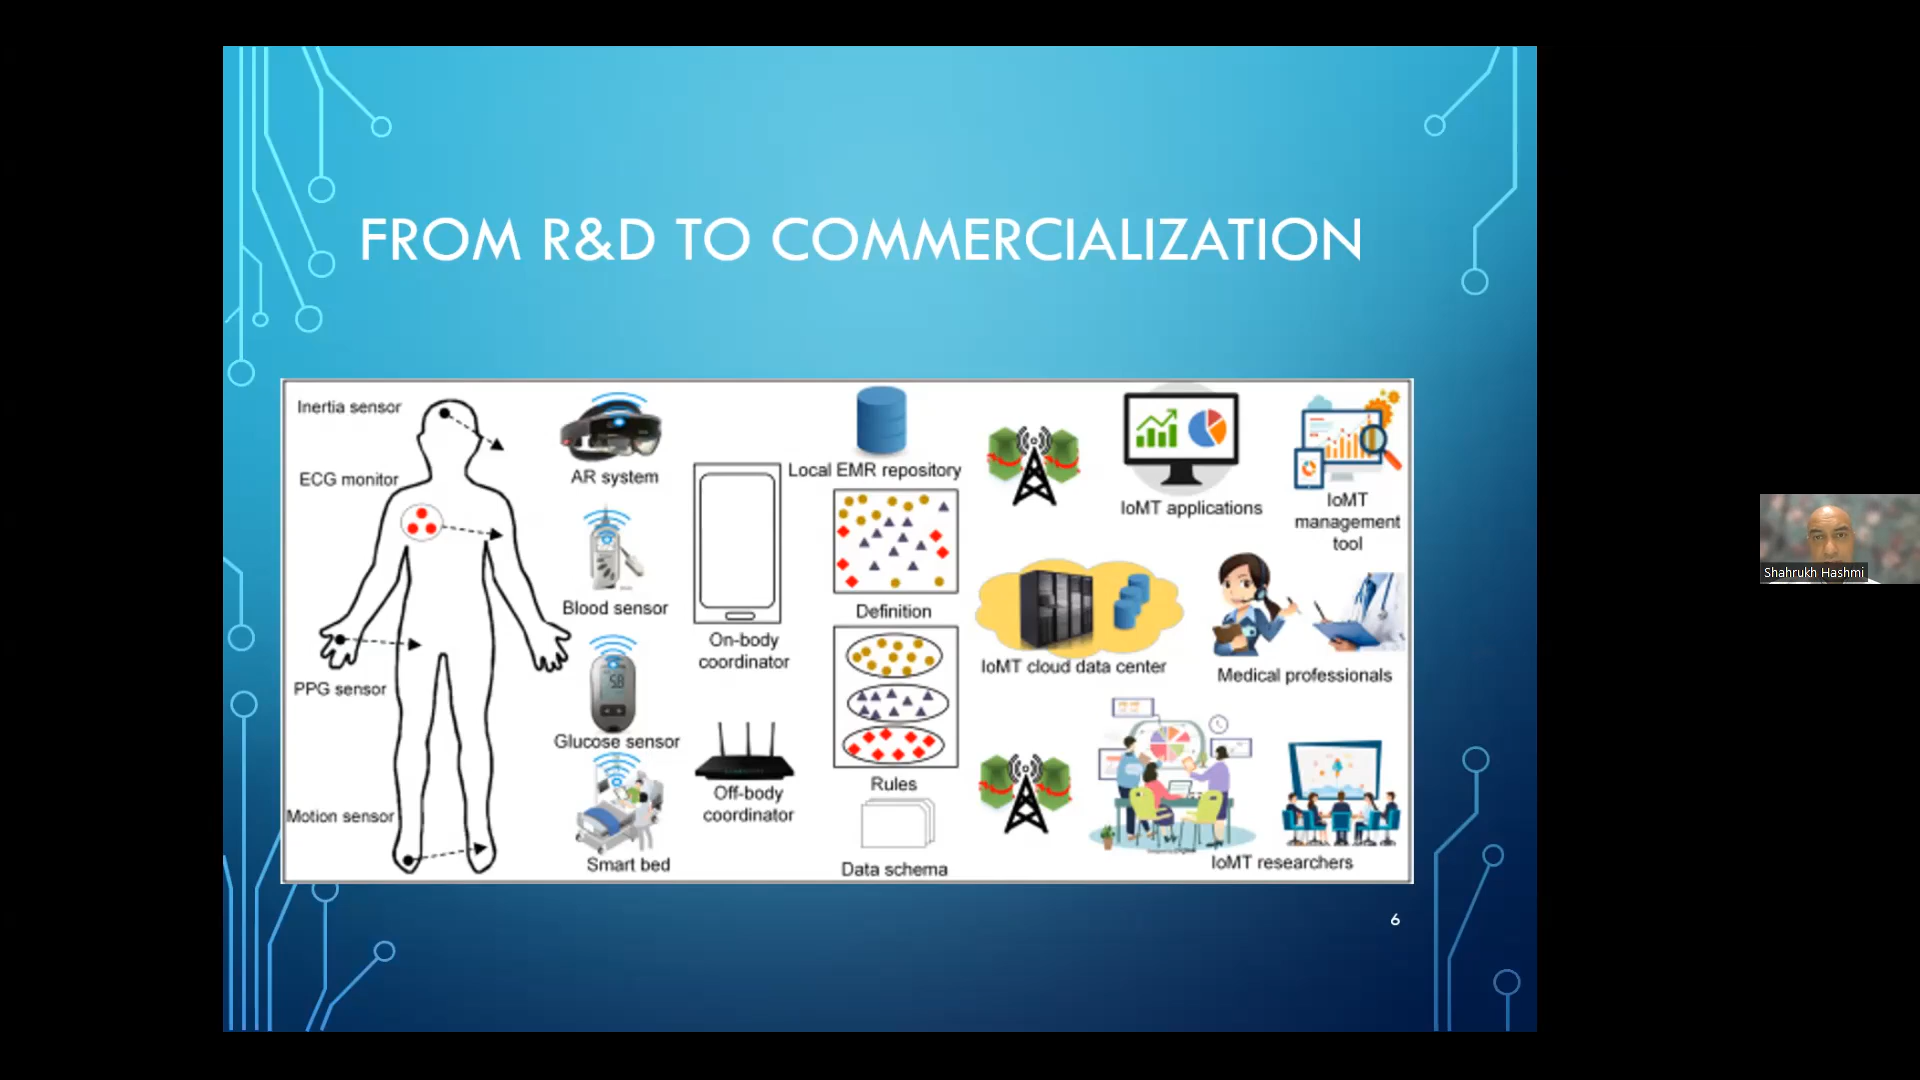 FROM R&D TO COMMERCIALIZATION
Inertia sensor
ECG monitor
PPG sensor
Motion sensor
AR system
Blood sensor
5.8
Glucose sensor
Smart bed
On-body
coordinator
Off-body
coordinator
Local EMR repository
Definition
Rules
Data schema
IoMT applications
IoMT
management
tool
IoMT cloud data center
Medical professionals
IoMT researchers
6
Shahrukh Hashmi